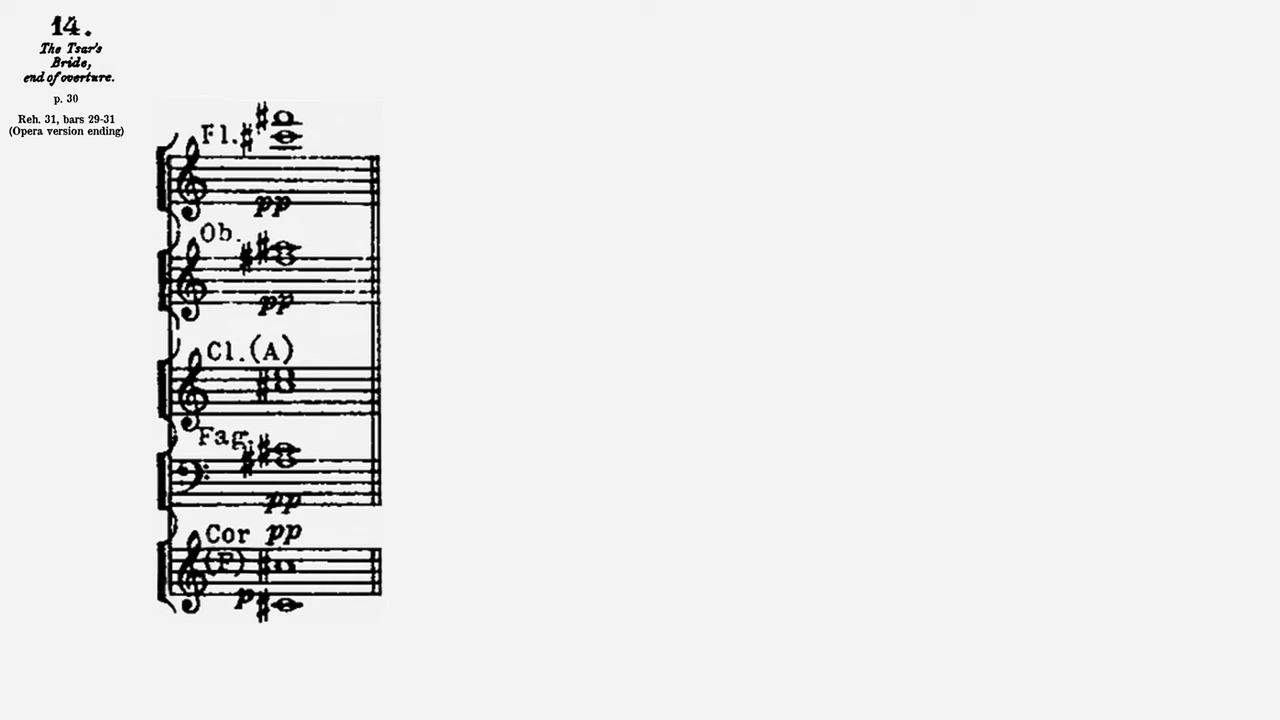 14.
The Tsar's
Bride,
end of overture.
p. 30
Reh. 31, bars 29-31
(Opera version ending)
Fl.
pp
Ob.
pp
Cl. (A)
Fag.
pp
Cor pp
(F)
p